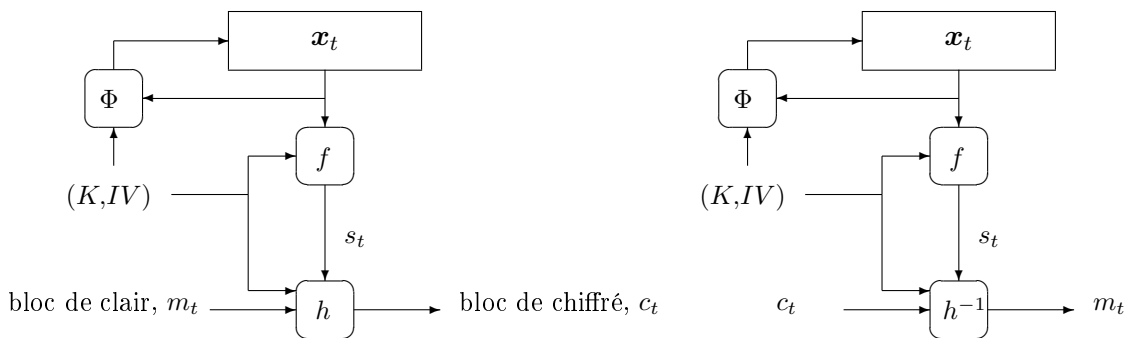 x_t
x_t
Φ
Φ
f
f
(K,IV)
(K,IV)
s_t
s_t
bloc de clair, m_t
h
bloc de chiffré, c_t
c_t
h^{-1}
m_t